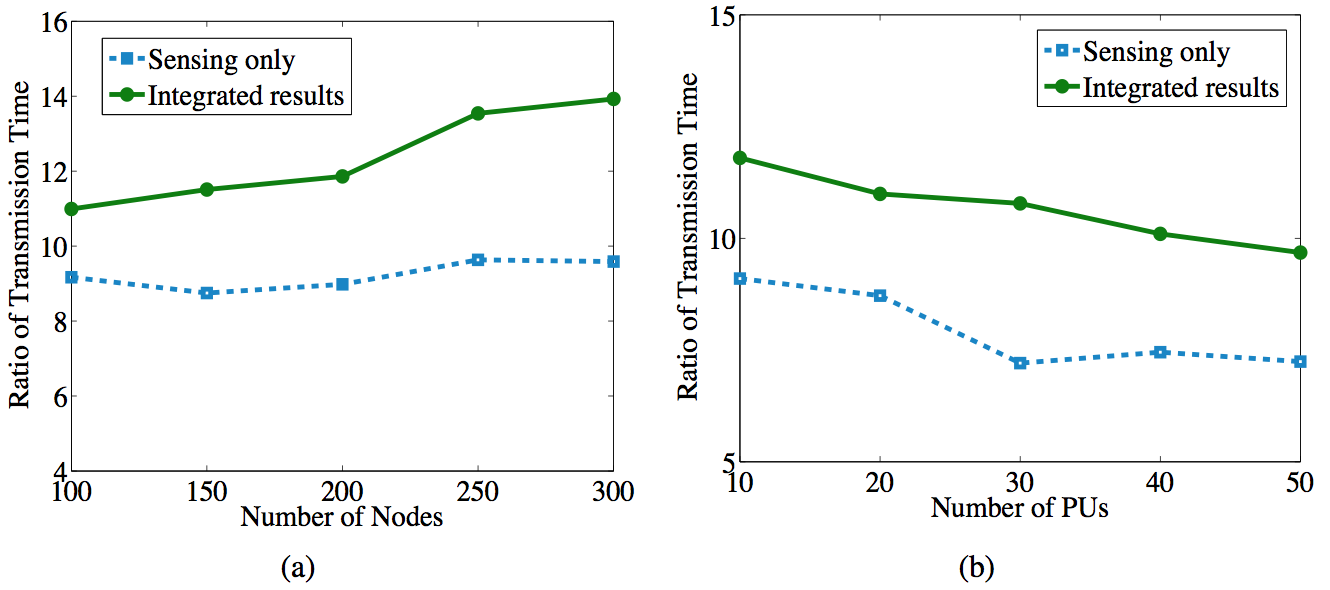 Ratio of Transmission Time
16
14
12
10
8
6
4
Sensing only
Integrated results
100 150 200 250 300
Number of Nodes
(a)
Ratio of Transmission Time
15
10
5
Sensing only
Integrated results
10 20 30 40 50
Number of PUs
(b)